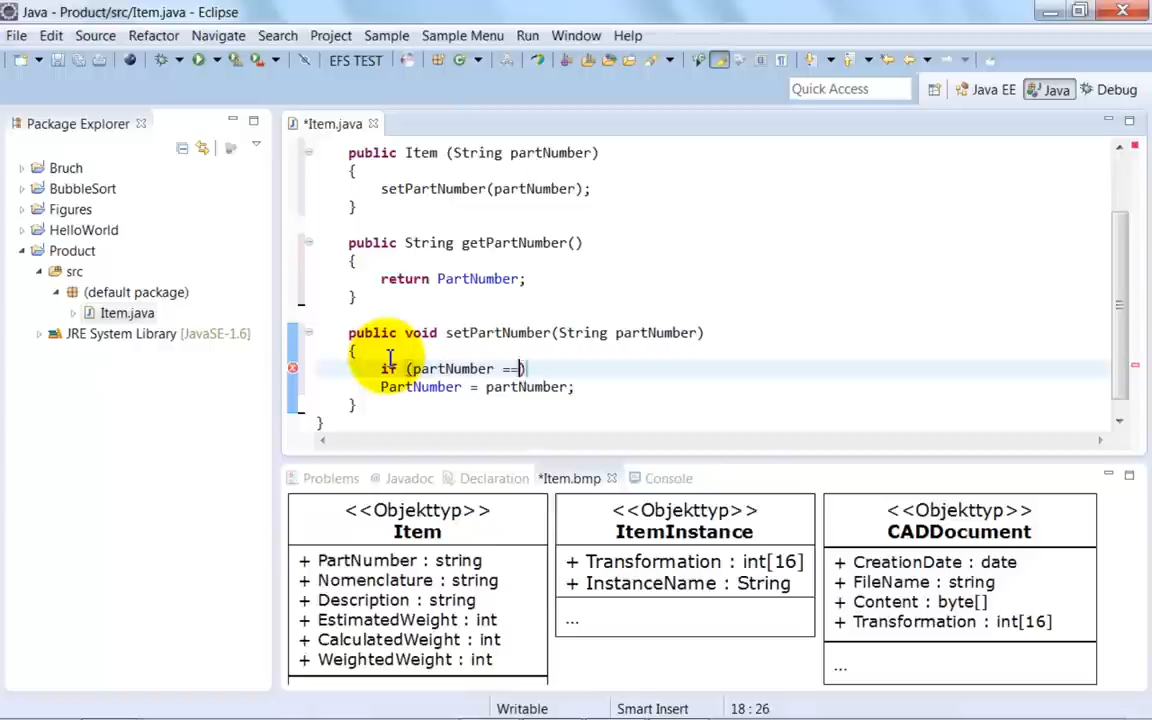 Java - Product/src/Item.java - Eclipse
File Edit Source Refactor Navigate Search Project Sample Sample Menu Run Window Help
EFS TEST
Quick Access Java EE Java Debug
Package Explorer
Bruch
BubbleSort
Figures
HelloWorld
Product
src
(default package)
Item.java
JRE System Library [JavaSE-1.6]
*Item.java
public Item (String partNumber)
{
setPartNumber(partNumber);
}
public String getPartNumber()
{
return PartNumber;
}
public void setPartNumber(String partNumber)
{
if (partNumber ==)
PartNumber = partNumber;
}
}
Problems @ Javadoc Declaration *Item.bmp Console
<<Objekttyp>>
Item
+ PartNumber : string
+ Nomenclature : string
+ Description : string
+ EstimatedWeight : int
+ CalculatedWeight : int
+ WeightedWeight : int
<<Objekttyp>>
ItemInstance
+ Transformation : int[16]
+ InstanceName : String
...
<<Objekttyp>>
CADDocument
+ CreationDate : date
+ FileName : string
+ Content : byte[]
+ Transformation : int[16]
...
Writable Smart Insert 18 : 26